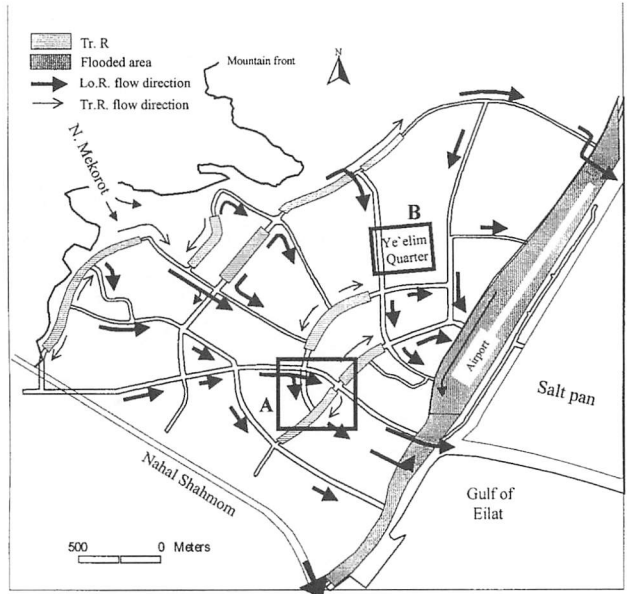 Tr. R
Flooded area
Lo.R. flow direction
Tr.R. flow direction
Mountain front
N
N. Mekorot
B
Ye`elim
Quarter
Airport
Salt pan
A
Nahal Shahmom
Gulf of
Eilat
500 0 Meters